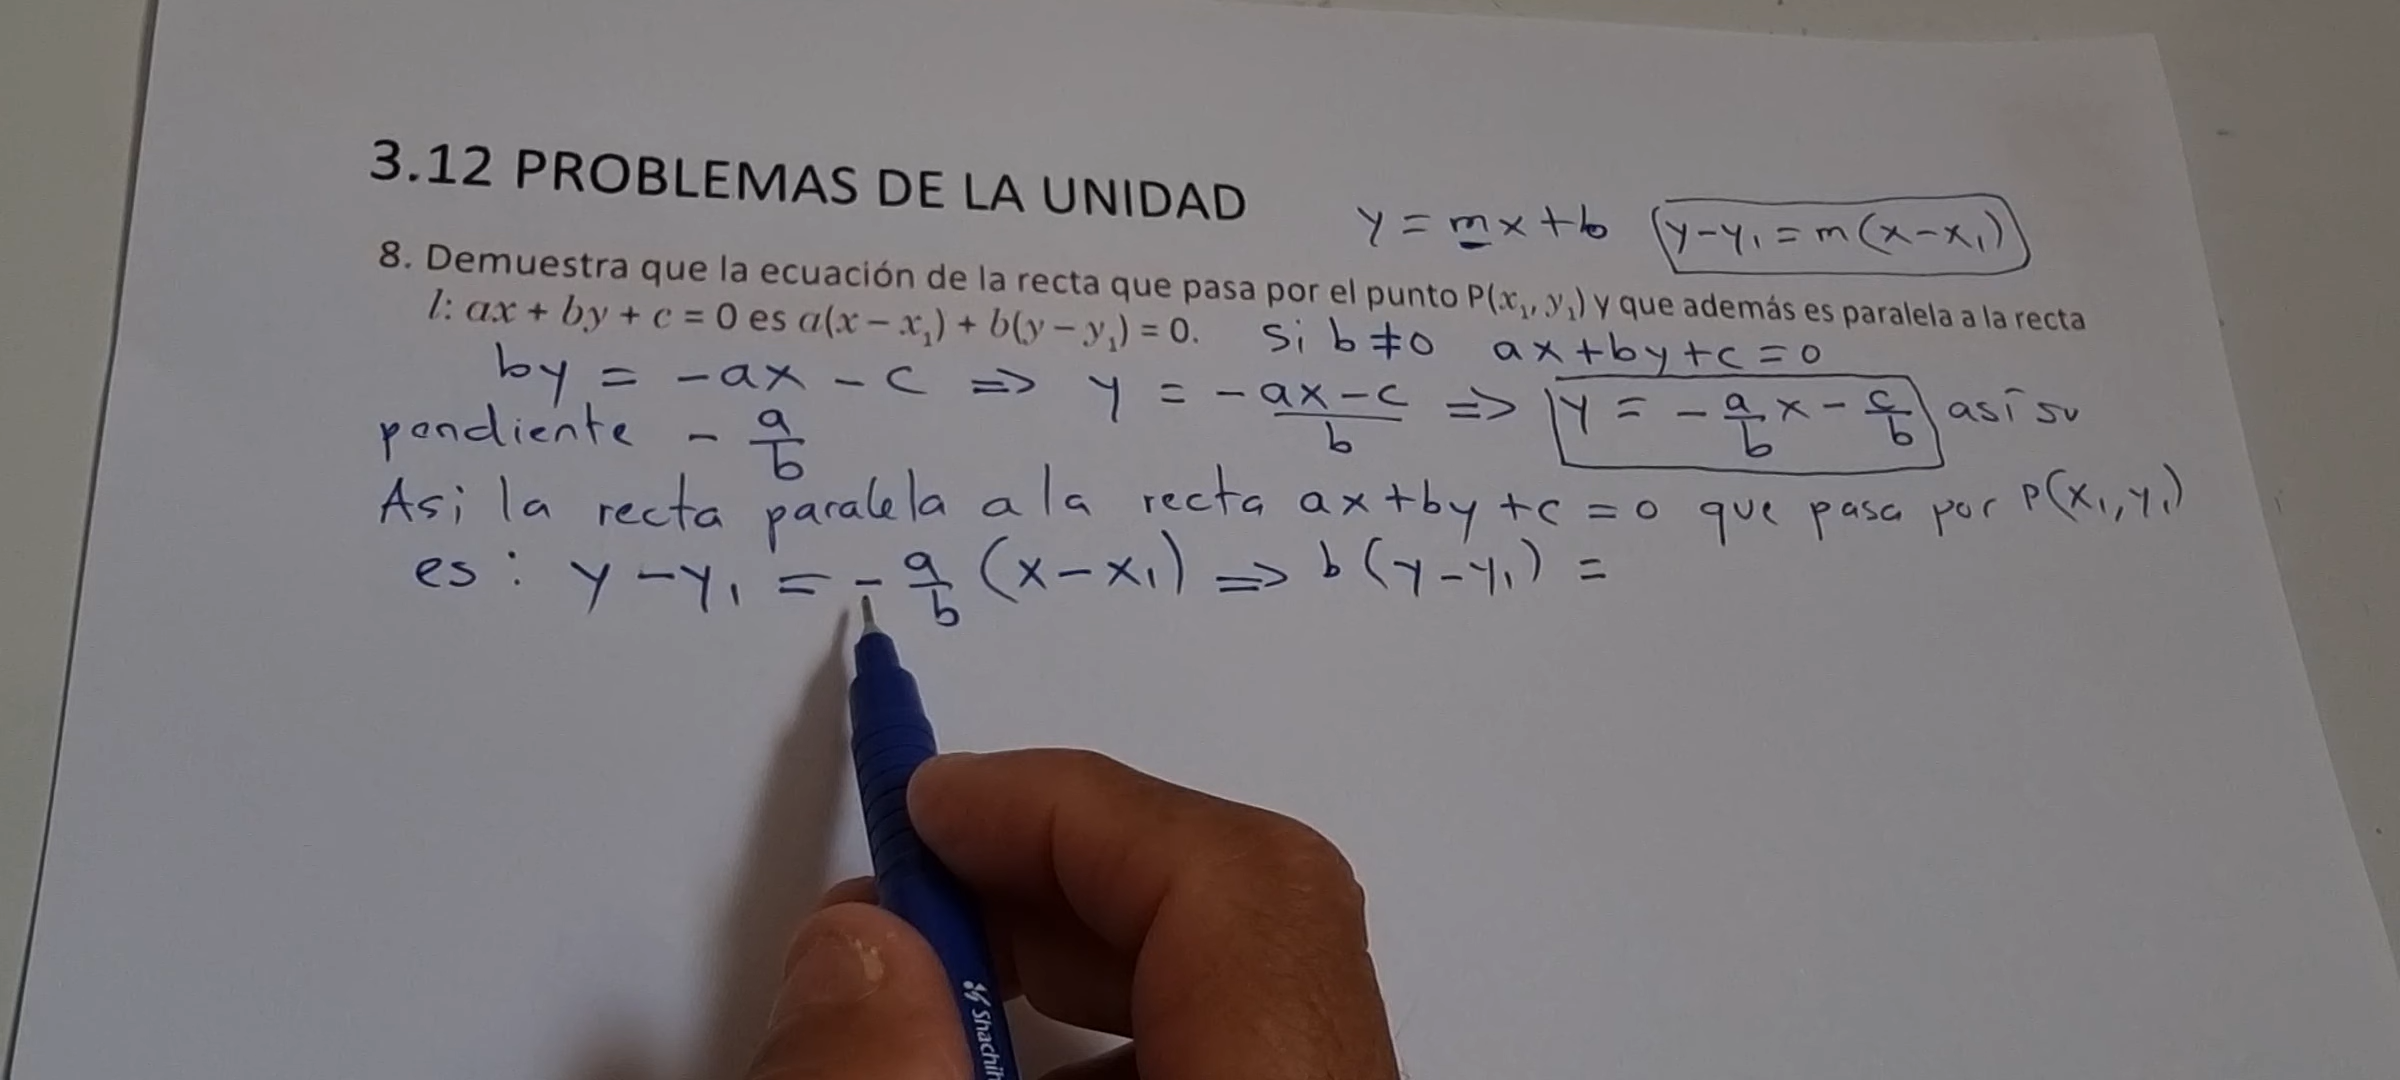 3.12 PROBLEMAS DE LA UNIDAD
y = mx + b y - y₁ = m(x - x₁)
8. Demuestra que la ecuación de la recta que pasa por el punto P(x₁, y₁) y que además es paralela a la recta
l: ax + by + c = 0 es a(x – x₁) + b(y – y₁) = 0. Si b ≠ 0 ax + by + c = 0
by = -ax - c => y = -ax-c/b => y = -a/b x - c/b así su
pendiente - a/b
Asi la recta paralela a la recta ax + by + c = 0 que pasa por P(x₁, y₁)
es: y - y₁ = - a/b (x - x₁) => b(y - y₁) =